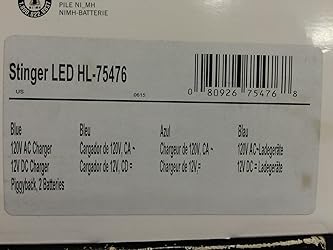 PILE NI_MH
NIMH-BATTERIE
Stinger LED HL-75476
US
0615
0 80926 75476 8
Blue Bleu Azul Blau
120V AC Charger Cargador de 120V, CA ~ Chargeur de 120V, CA ~ 120V AC~Ladegeräte
12V DC Charger Cargador de 12V, CD = Chargeur de 12V,= 12V DC =Ladegeräte
Piggyback, 2 Batteries